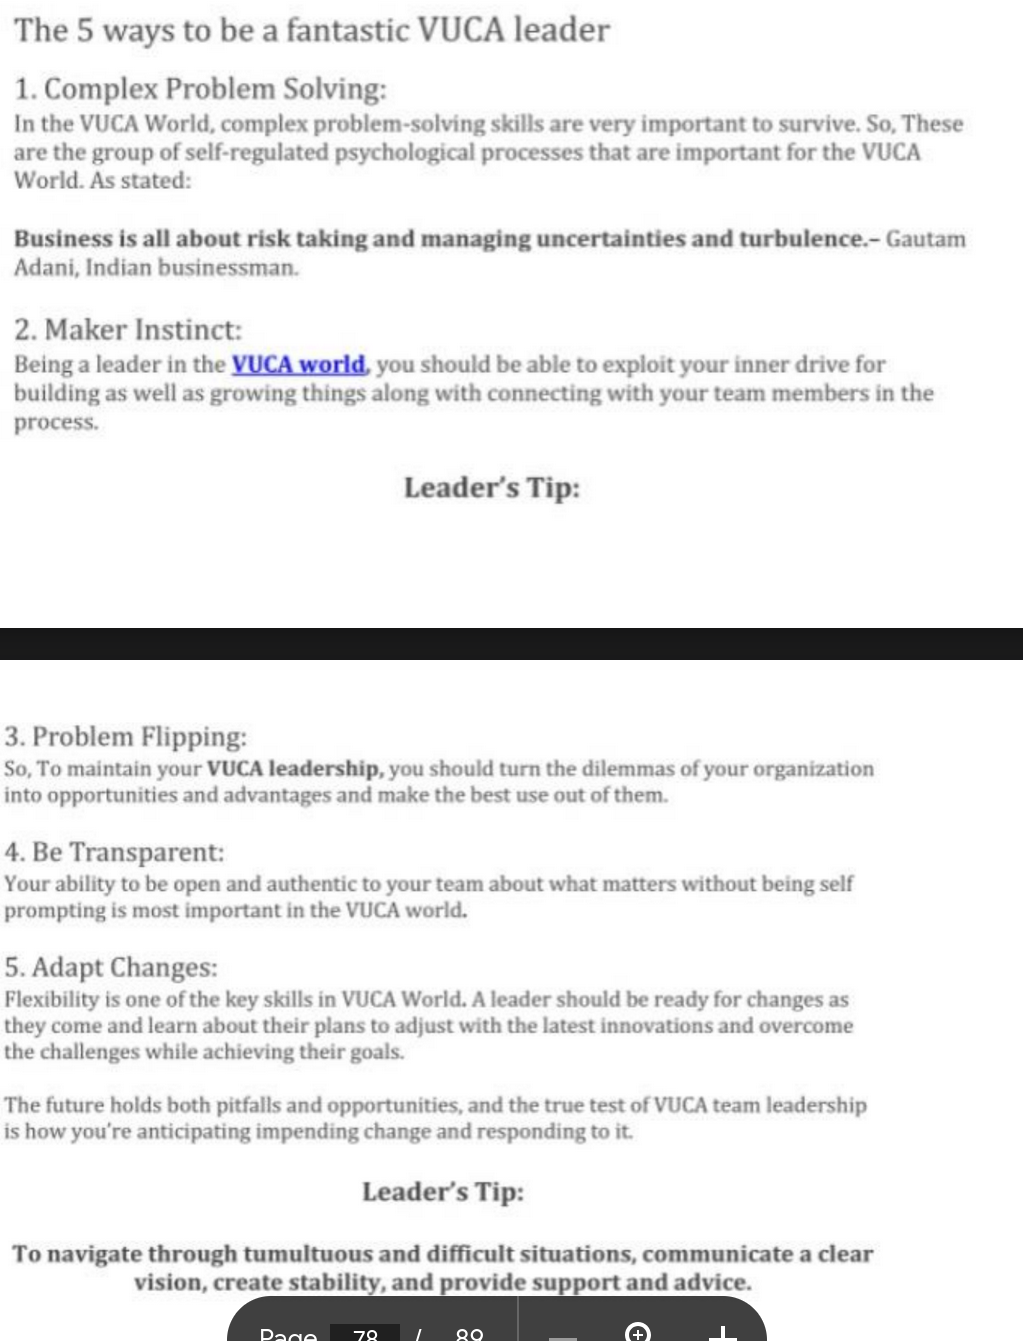 The 5 ways to be a fantastic VUCA leader
1. Complex Problem Solving:
In the VUCA World, complex problem-solving skills are very important to survive. So, These
are the group of self-regulated psychological processes that are important for the VUCA
World. As stated:
Business is all about risk taking and managing uncertainties and turbulence.– Gautam
Adani, Indian businessman.
2. Maker Instinct:
Being a leader in the VUCA world, you should be able to exploit your inner drive for
building as well as growing things along with connecting with your team members in the
process.
Leader's Tip:
3. Problem Flipping:
So, To maintain your VUCA leadership, you should turn the dilemmas of your organization
into opportunities and advantages and make the best use out of them.
4. Be Transparent:
Your ability to be open and authentic to your team about what matters without being self
prompting is most important in the VUCA world.
5. Adapt Changes:
Flexibility is one of the key skills in VUCA World. A leader should be ready for changes as
they come and learn about their plans to adjust with the latest innovations and overcome
the challenges while achieving their goals.
The future holds both pitfalls and opportunities, and the true test of VUCA team leadership
is how you're anticipating impending change and responding to it.
Leader's Tip:
To navigate through tumultuous and difficult situations, communicate a clear
vision, create stability, and provide support and advice.
Page 78 / 89